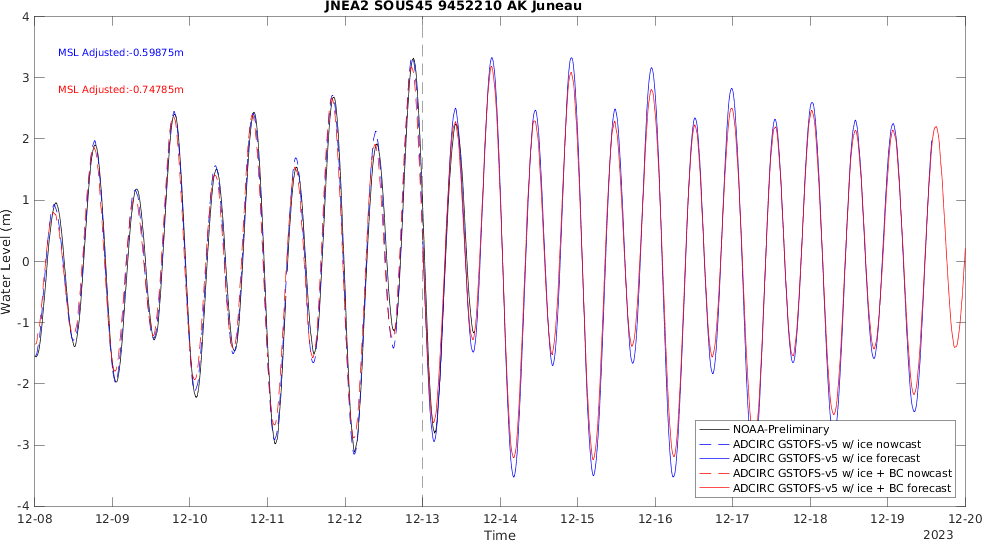 JNEA2 SOUS45 9452210 AK Juneau
MSL Adjusted:-0.59875m
MSL Adjusted:-0.74785m
Water Level (m)
4
3
2
1
0
-1
-2
-3
-4
NOAA-Preliminary
ADCIRC GSTOFS-v5 w/ ice nowcast
ADCIRC GSTOFS-v5 w/ ice forecast
ADCIRC GSTOFS-v5 w/ ice + BC nowcast
ADCIRC GSTOFS-v5 w/ ice + BC forecast
12-08 12-09 12-10 12-11 12-12 12-13 12-14 12-15 12-16 12-17 12-18 12-19 12-20
Time
2023